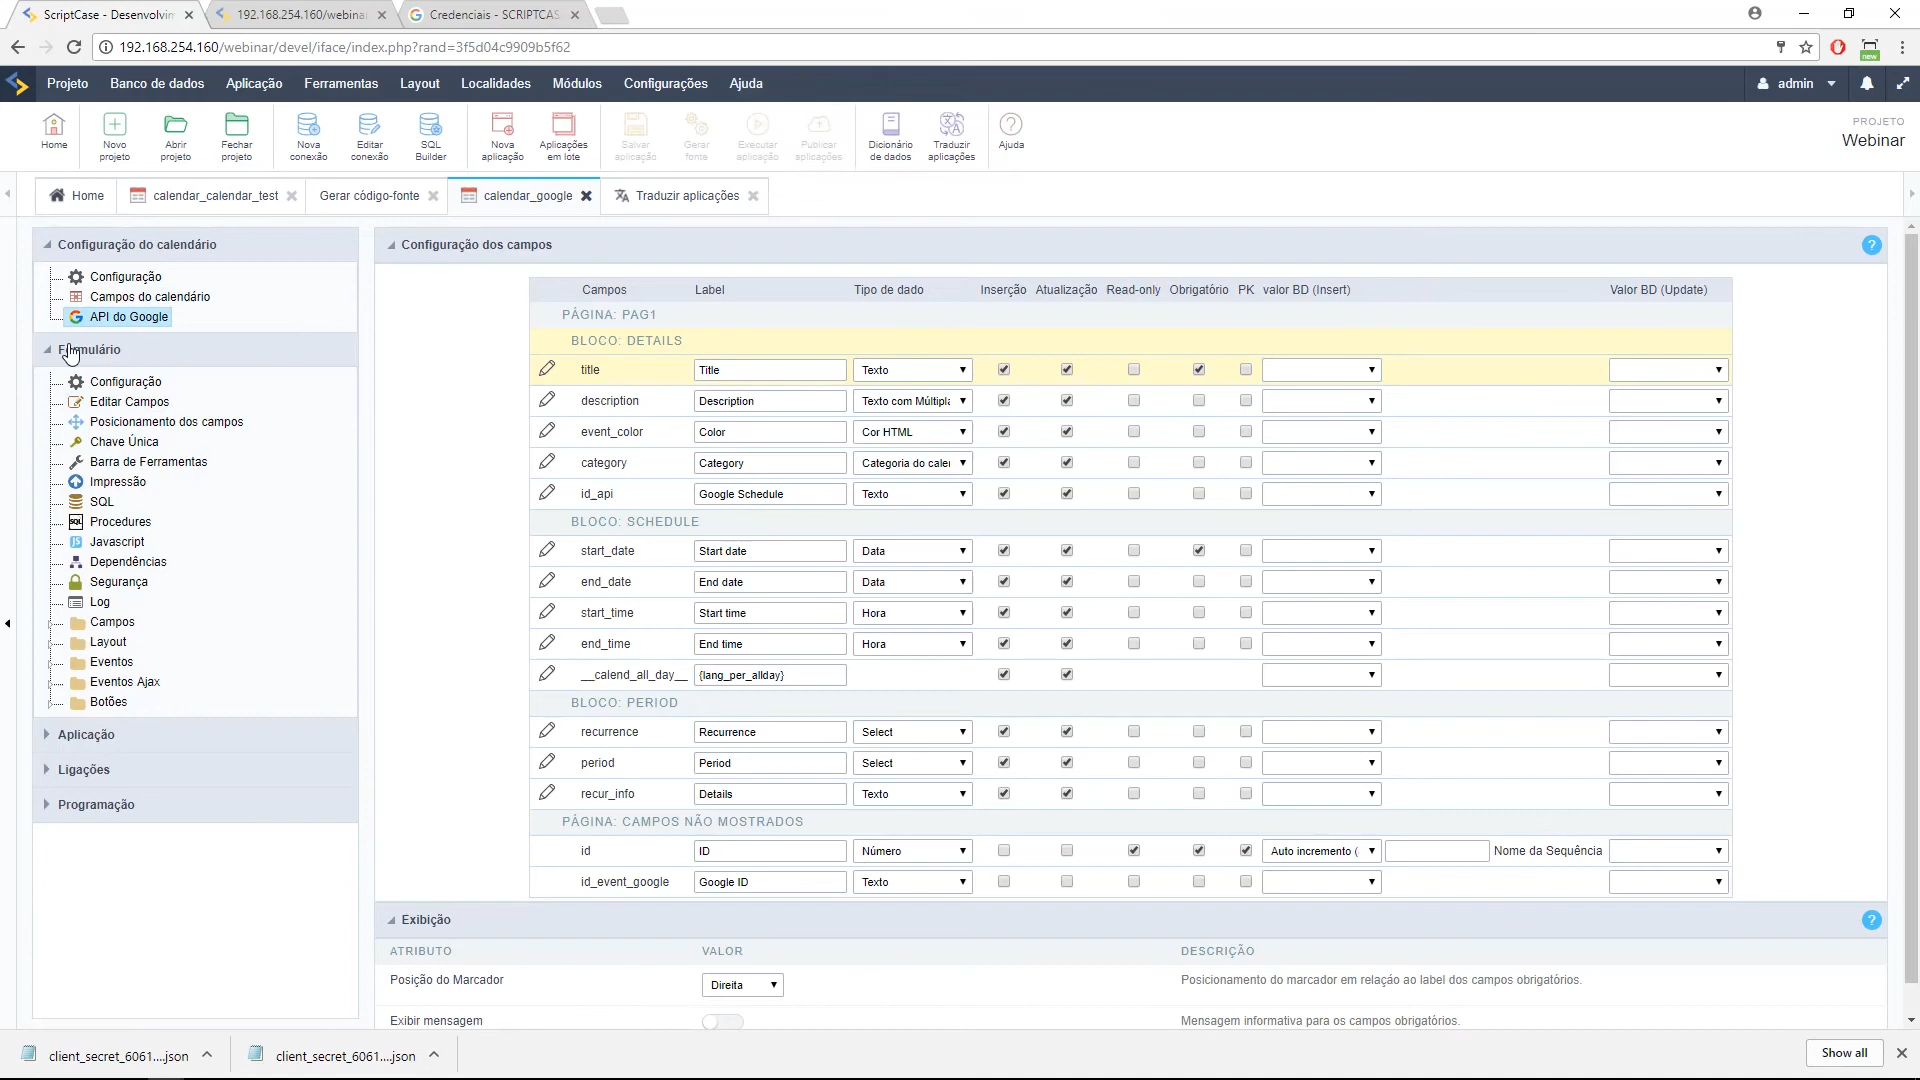 ScriptCase - Desenvolvim
192.168.254.160/webinar
Credenciais - SCRIPTCAS
192.168.254.160/webinar/devel/iface/index.php?rand=3f5d04c9909b5f62
new
Projeto
Banco de dados
Aplicação
Ferramentas
Layout
Localidades
Módulos
Configurações
Ajuda
admin
Home
Novo projeto
Abrir projeto
Fechar projeto
Nova conexão
Editar conexão
SQL Builder
Nova aplicação
Aplicações em lote
Salvar aplicação
Gerar fonte
Executar aplicação
Publicar aplicações
Dicionário de dados
Traduzir aplicações
Ajuda
PROJETO
Webinar
Home
calendar_calendar_test
Gerar código-fonte
calendar_google
Traduzir aplicações
Configuração do calendário
Configuração
Campos do calendário
API do Google
Formulário
Configuração
Editar Campos
Posicionamento dos campos
Chave Única
Barra de Ferramentas
Impressão
SQL
Procedures
Javascript
Dependências
Segurança
Log
Campos
Layout
Eventos
Eventos Ajax
Botões
Aplicação
Ligações
Programação
Configuração dos campos
Campos Label Tipo de dado Inserção Atualização Read-only Obrigatório PK valor BD (Insert) Valor BD (Update)
PÁGINA: PAG1
BLOCO: DETAILS
title Title Texto
description Description Texto com Múltipla
event_color Color Cor HTML
category Category Categoria do caler
id_api Google Schedule Texto
BLOCO: SCHEDULE
start_date Start date Data
end_date End date Data
start_time Start time Hora
end_time End time Hora
__calend_all_day__ {lang_per_allday}
BLOCO: PERIOD
recurrence Recurrence Select
period Period Select
recur_info Details Texto
PÁGINA: CAMPOS NÃO MOSTRADOS
id ID Número Auto incremento ( Nome da Sequência
id_event_google Google ID Texto
Exibição
ATRIBUTO VALOR DESCRIÇÃO
Posição do Marcador Direita Posicionamento do marcador em relação ao label dos campos obrigatórios.
Exibir mensagem Mensagem informativa para os campos obrigatórios.
client_secret_6061....json
client_secret_6061....json
Show all